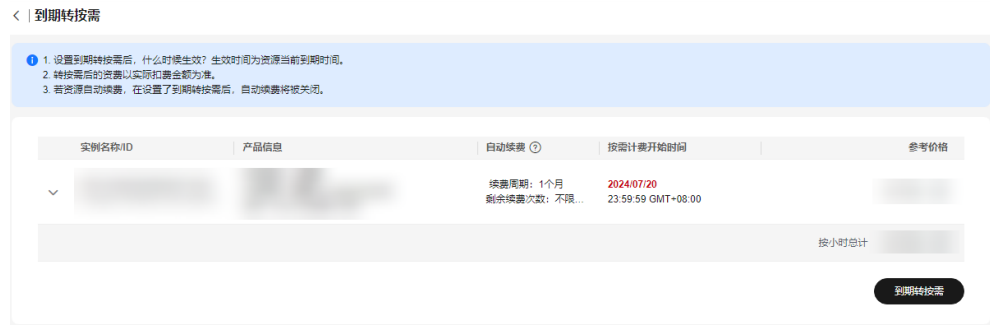 到期转按需
1. 设置到期转按需后，什么时候生效？生效时间为资源当前到期时间。
2. 转按需后的资费以实际扣费金额为准。
3. 若资源自动续费，在设置了到期转按需后，自动续费将被关闭。
实例名称/ID 产品信息 自动续费 按需计费开始时间 参考价格
续费周期：1个月 2024/07/20
剩余续费次数：不限... 23:59:59 GMT+08:00
按小时总计
到期转按需